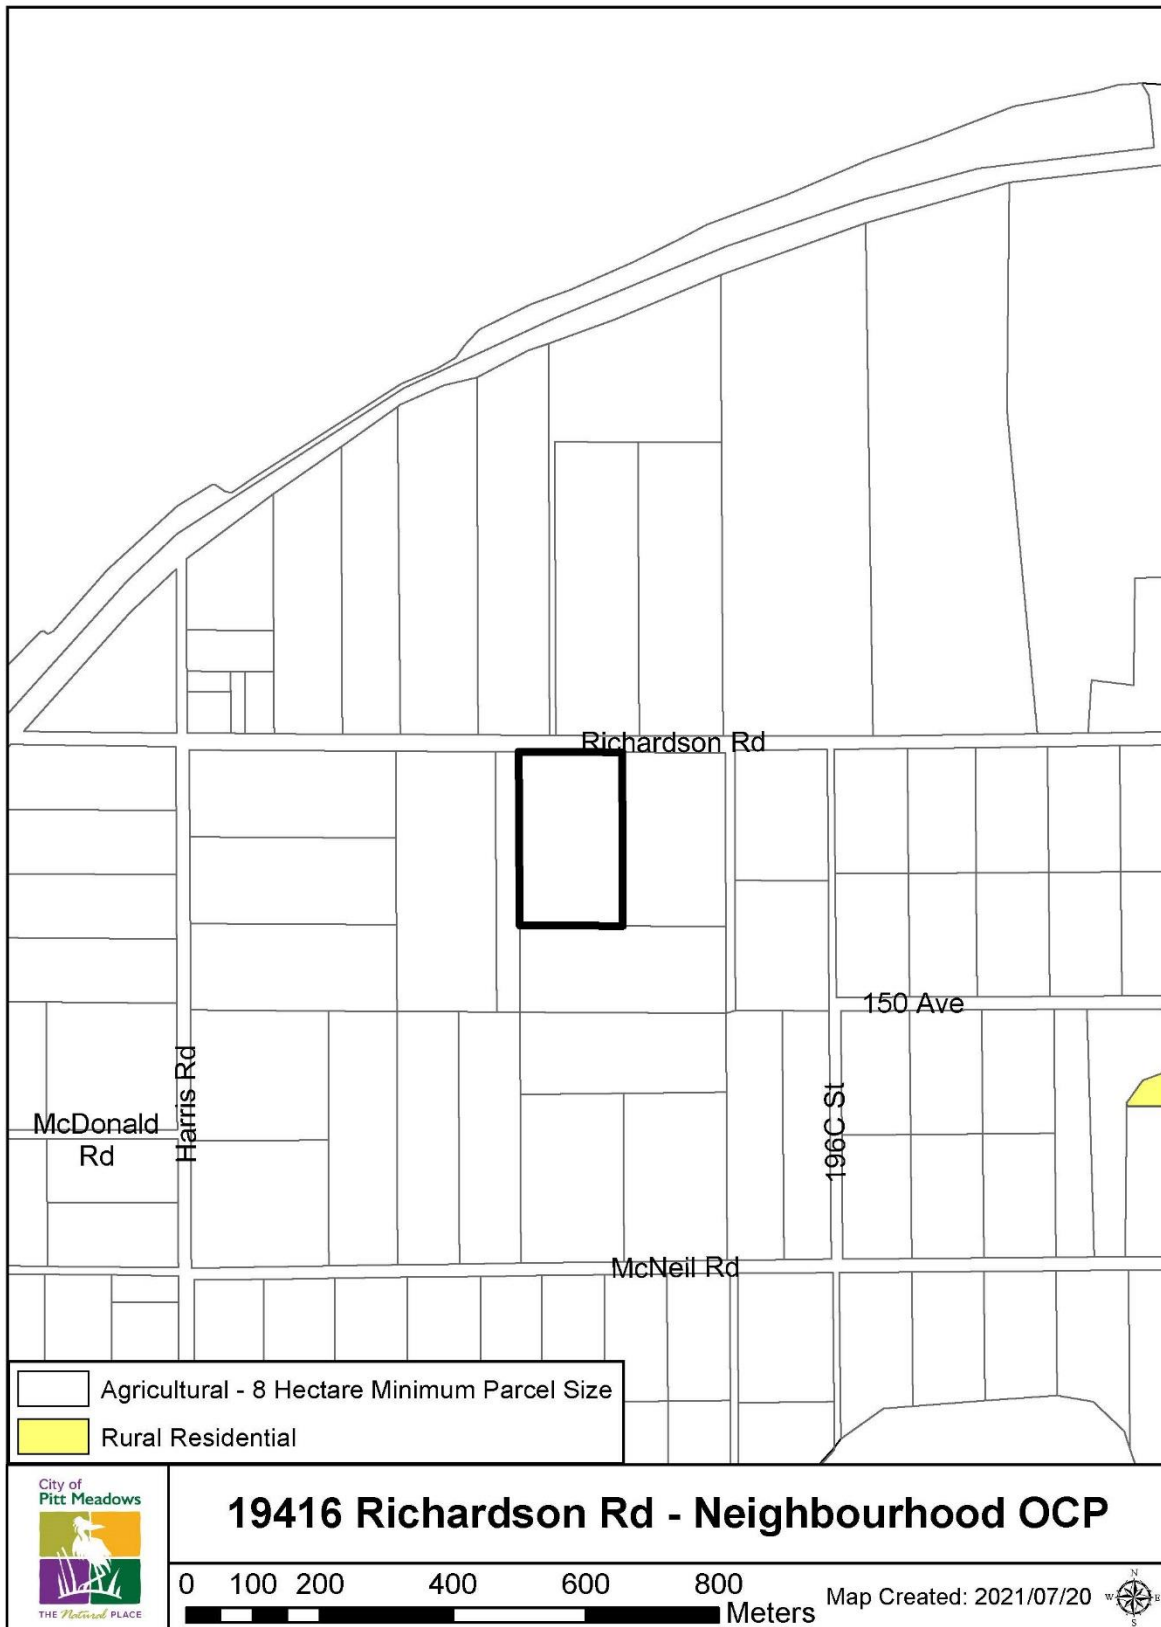 Richardson Rd
150 Ave
Harris Rd
196C St
McDonald
Rd
McNeil Rd
Agricultural - 8 Hectare Minimum Parcel Size
Rural Residential
City of
Pitt Meadows
THE Natural PLACE
19416 Richardson Rd - Neighbourhood OCP
0 100 200 400 600 800
Meters
Map Created: 2021/07/20
N
W E
S